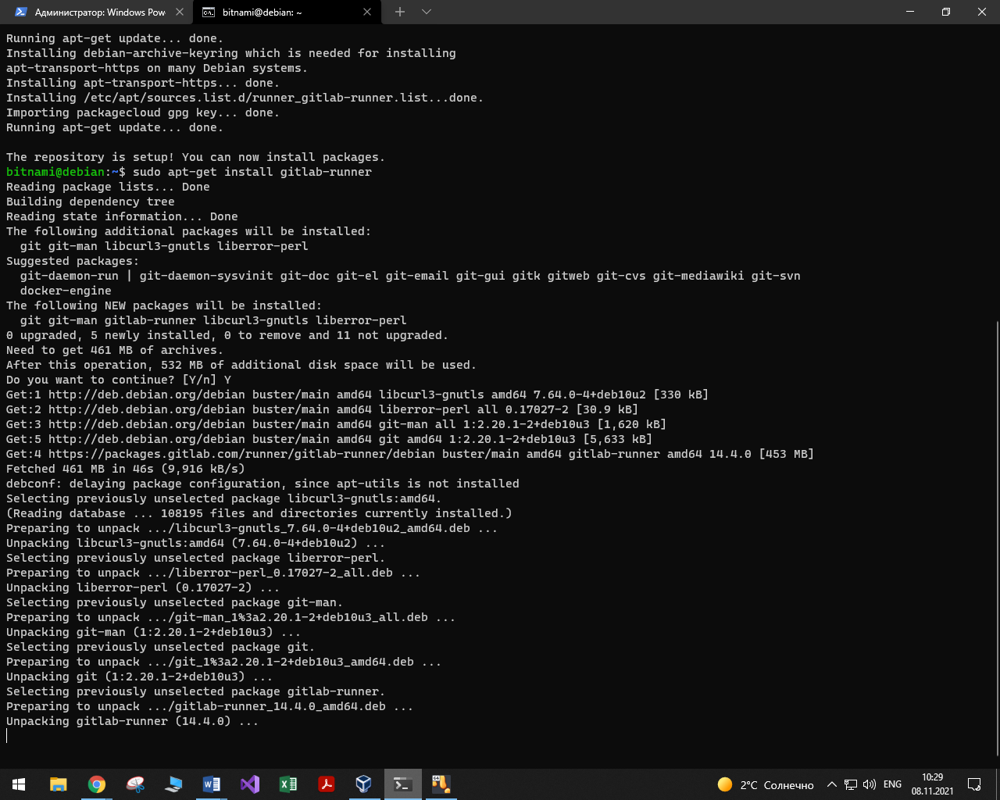 Администратор: Windows Pow
bitnami@debian: ~
Running apt-get update... done.
Installing debian-archive-keyring which is needed for installing
apt-transport-https on many Debian systems.
Installing apt-transport-https... done.
Installing /etc/apt/sources.list.d/runner_gitlab-runner.list...done.
Importing packagecloud gpg key... done.
Running apt-get update... done.
The repository is setup! You can now install packages.
bitnami@debian:~$ sudo apt-get install gitlab-runner
Reading package lists... Done
Building dependency tree
Reading state information... Done
The following additional packages will be installed:
git git-man libcurl3-gnutls liberror-perl
Suggested packages:
git-daemon-run | git-daemon-sysvinit git-doc git-el git-email git-gui gitk gitweb git-cvs git-mediawiki git-svn
docker-engine
The following NEW packages will be installed:
git git-man gitlab-runner libcurl3-gnutls liberror-perl
0 upgraded, 5 newly installed, 0 to remove and 11 not upgraded.
Need to get 461 MB of archives.
After this operation, 532 MB of additional disk space will be used.
Do you want to continue? [Y/n] Y
Get:1 http://deb.debian.org/debian buster/main amd64 libcurl3-gnutls amd64 7.64.0-4+deb10u2 [330 kB]
Get:2 http://deb.debian.org/debian buster/main amd64 liberror-perl all 0.17027-2 [30.9 kB]
Get:3 http://deb.debian.org/debian buster/main amd64 git-man all 1:2.20.1-2+deb10u3 [1,620 kB]
Get:5 http://deb.debian.org/debian buster/main amd64 git amd64 1:2.20.1-2+deb10u3 [5,633 kB]
Get:4 https://packages.gitlab.com/runner/gitlab-runner/debian buster/main amd64 gitlab-runner amd64 14.4.0 [453 MB]
Fetched 461 MB in 46s (9,916 kB/s)
debconf: delaying package configuration, since apt-utils is not installed
Selecting previously unselected package libcurl3-gnutls:amd64.
(Reading database ... 108195 files and directories currently installed.)
Preparing to unpack .../libcurl3-gnutls_7.64.0-4+deb10u2_amd64.deb ...
Unpacking libcurl3-gnutls:amd64 (7.64.0-4+deb10u2) ...
Selecting previously unselected package liberror-perl.
Preparing to unpack .../liberror-perl_0.17027-2_all.deb ...
Unpacking liberror-perl (0.17027-2) ...
Selecting previously unselected package git-man.
Preparing to unpack .../git-man_1%3a2.20.1-2+deb10u3_all.deb ...
Unpacking git-man (1:2.20.1-2+deb10u3) ...
Selecting previously unselected package git.
Preparing to unpack .../git_1%3a2.20.1-2+deb10u3_amd64.deb ...
Unpacking git (1:2.20.1-2+deb10u3) ...
Selecting previously unselected package gitlab-runner.
Preparing to unpack .../gitlab-runner_14.4.0_amd64.deb ...
Unpacking gitlab-runner (14.4.0) ...
2°C Солнечно
ENG
10:29
08.11.2021